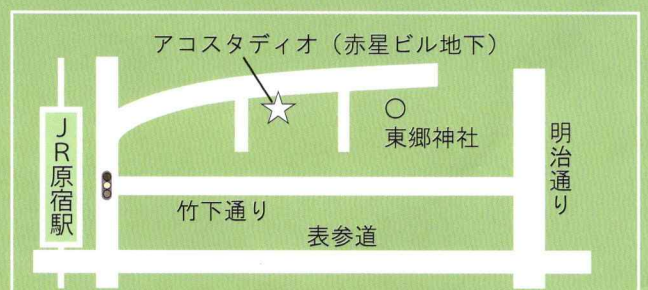 アコスタディオ（赤星ビル地下）
JR原宿駅
東郷神社
明治通り
竹下通り
表参道